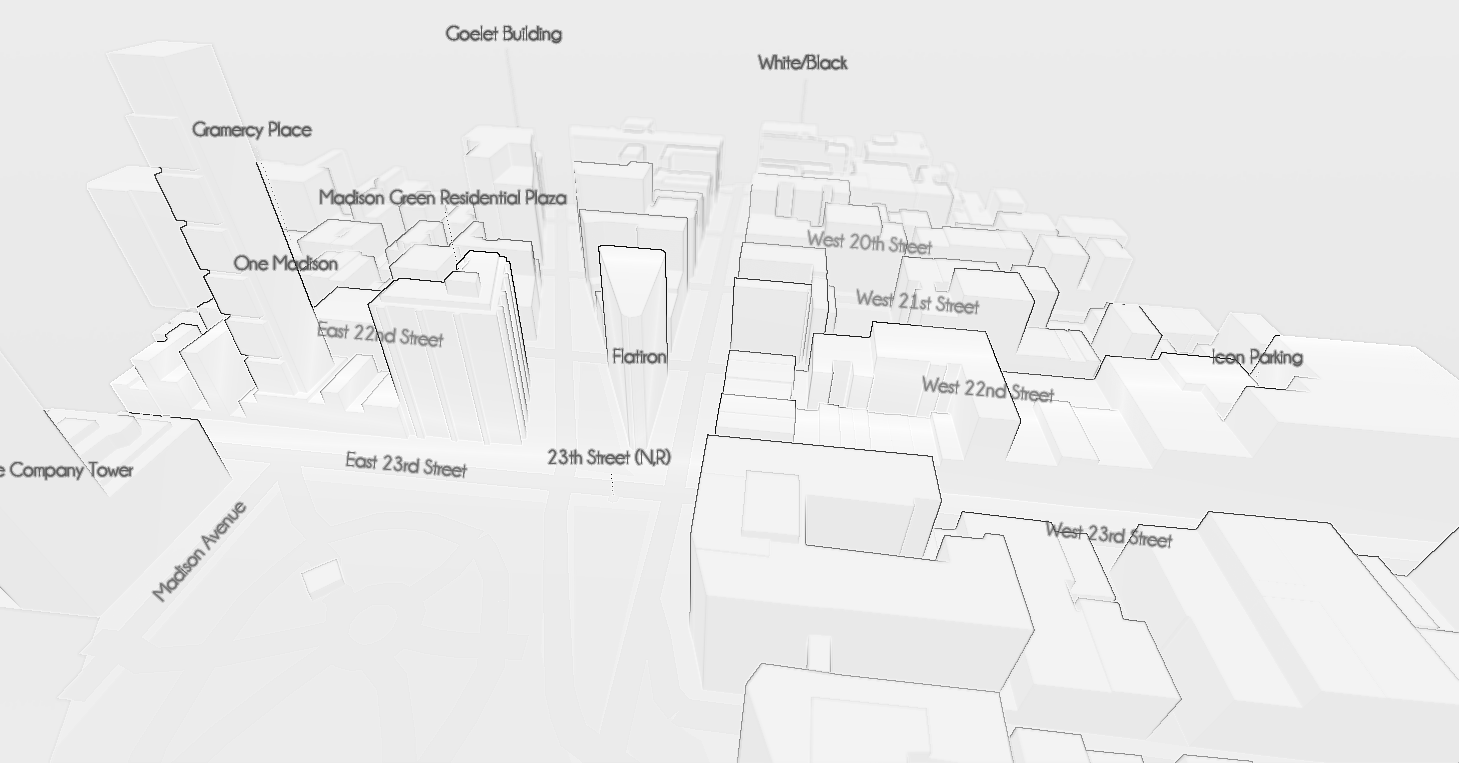 Goelet Building
White/Black
Gramercy Place
Madison Green Residential Plaza
West 20th Street
One Madison
West 21st Street
East 22nd Street
Flatiron
Icon Parking
West 22nd Street
23th Street (N,R)
East 23rd Street
e Company Tower
West 23rd Street
Madison Avenue